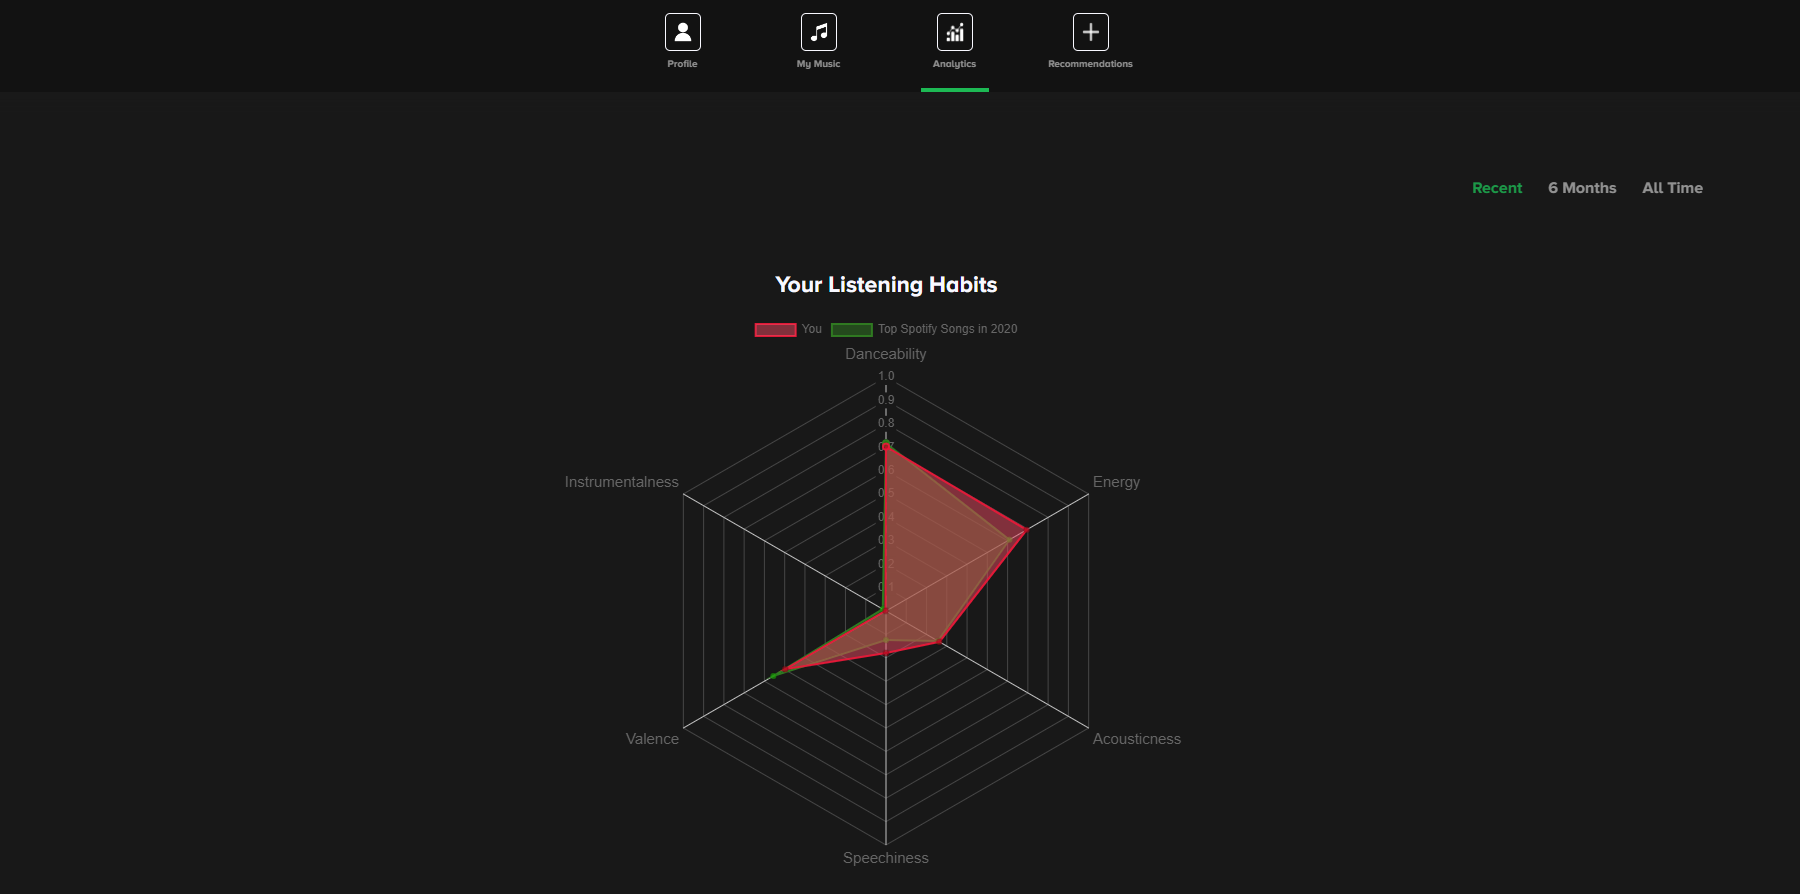 Profile
My Music
Analytics
Recommendations
Recent
6 Months
All Time
Your Listening Habits
You
Top Spotify Songs in 2020
Danceability
1.0
0.9
0.8
0.7
0.6
0.5
0.4
0.3
0.2
0.1
Instrumentalness
Energy
Valence
Acousticness
Speechiness